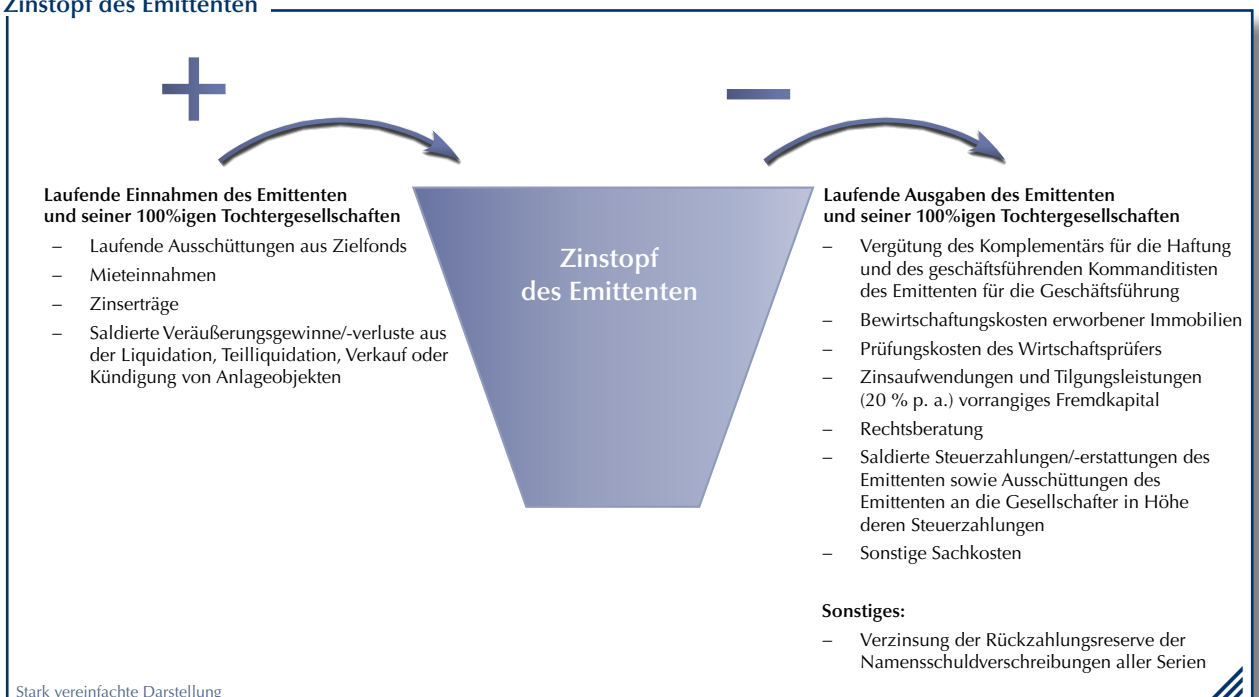 Zinstopf des Emittenten
+
–
Laufende Einnahmen des Emittenten
und seiner 100%igen Tochtergesellschaften
– Laufende Ausschüttungen aus Zielfonds
– Mieteinnahmen
– Zinserträge
– Saldierte Veräußerungsgewinne/-verluste aus
der Liquidation, Teilliquidation, Verkauf oder
Kündigung von Anlageobjekten
Zinstopf
des Emittenten
Laufende Ausgaben des Emittenten
und seiner 100%igen Tochtergesellschaften
– Vergütung des Komplementärs für die Haftung
und des geschäftsführenden Kommanditisten
des Emittenten für die Geschäftsführung
– Bewirtschaftungskosten erworbener Immobilien
– Prüfungskosten des Wirtschaftsprüfers
– Zinsaufwendungen und Tilgungsleistungen
(20 % p. a.) vorrangiges Fremdkapital
– Rechtsberatung
– Saldierte Steuerzahlungen/-erstattungen des
Emittenten sowie Ausschüttungen des
Emittenten an die Gesellschafter in Höhe
deren Steuerzahlungen
– Sonstige Sachkosten
Sonstiges:
– Verzinsung der Rückzahlungsreserve der
Namensschuldverschreibungen aller Serien
Stark vereinfachte Darstellung